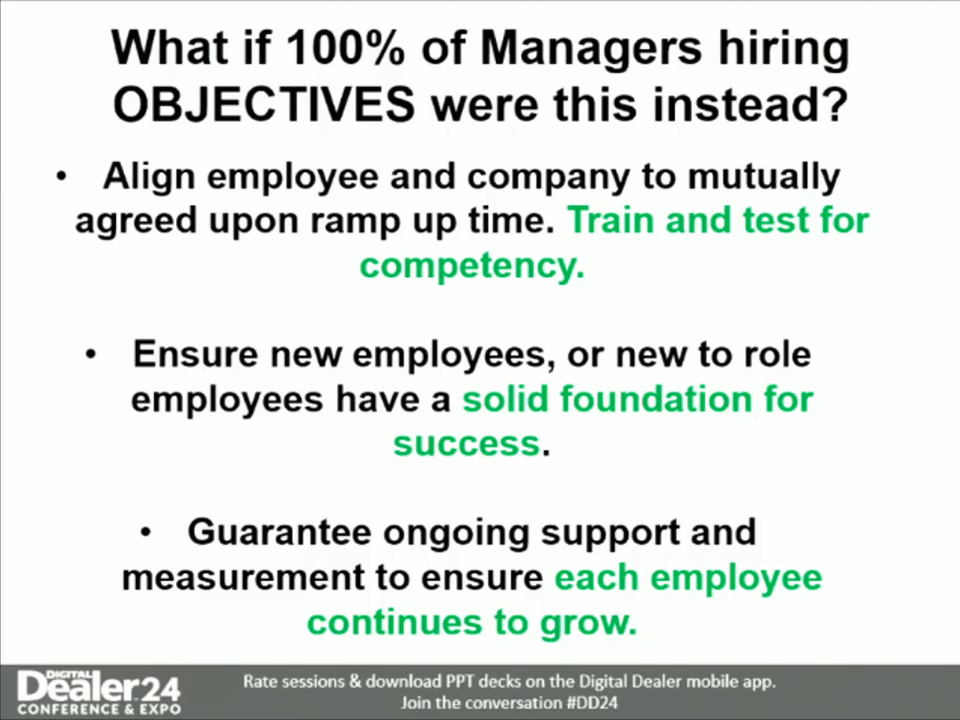 What if 100% of Managers hiring
OBJECTIVES were this instead?
• Align employee and company to mutually
agreed upon ramp up time. Train and test for
competency.
• Ensure new employees, or new to role
employees have a solid foundation for
success.
• Guarantee ongoing support and
measurement to ensure each employee
continues to grow.
DIGITAL
Dealer 24
CONFERENCE & EXPO
Rate sessions & download PPT decks on the Digital Dealer mobile app.
Join the conversation #DD24